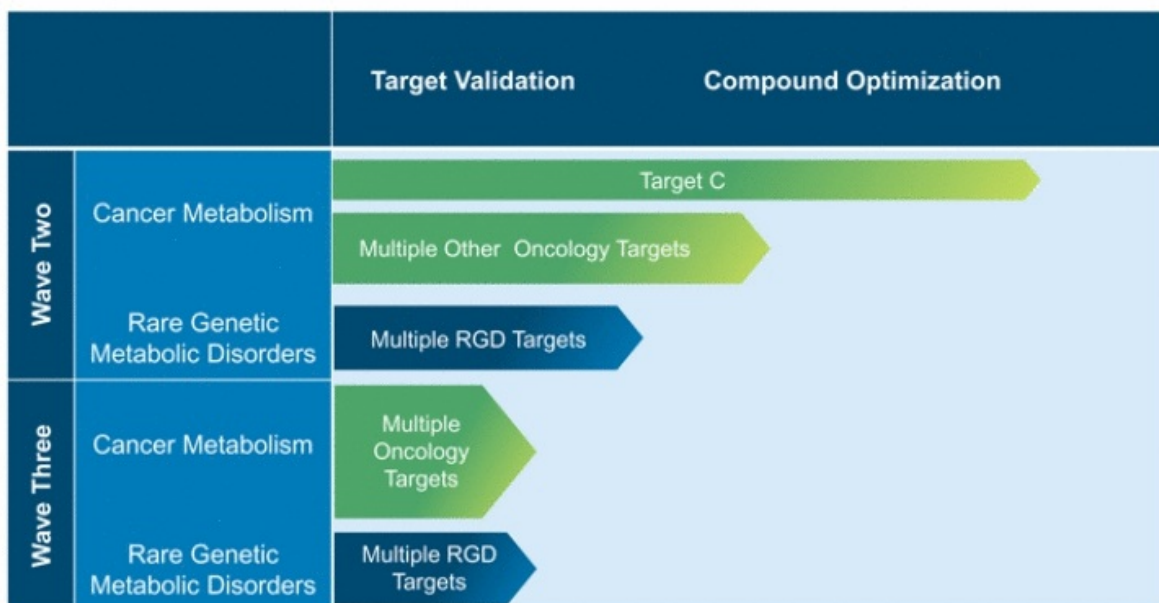 Target Validation
Compound Optimization
Wave Two
Cancer Metabolism
Target C
Multiple Other Oncology Targets
Rare Genetic
Metabolic Disorders
Multiple RGD Targets
Wave Three
Cancer Metabolism
Multiple
Oncology
Targets
Rare Genetic
Metabolic Disorders
Multiple RGD
Targets